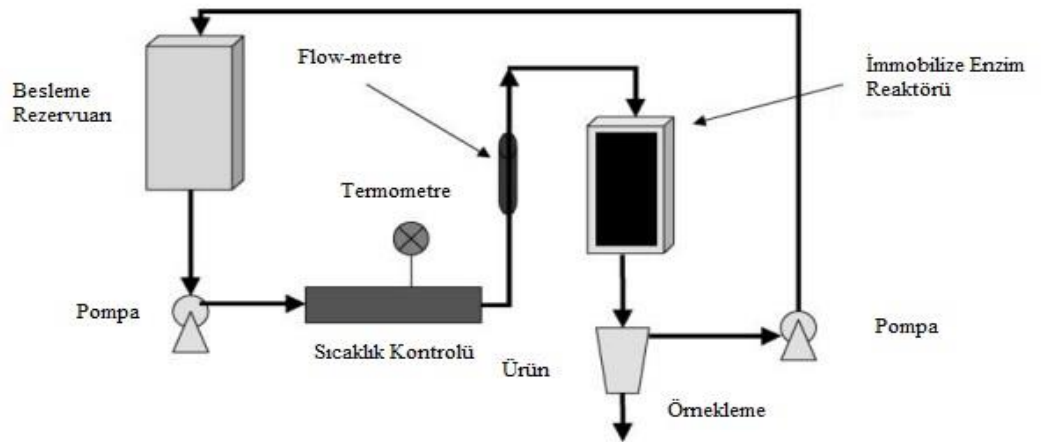 Flow-metre
İmmobilize Enzim
Reaktörü
Besleme
Rezervuarı
Termometre
Pompa
Pompa
Sıcaklık Kontrolü
Ürün
Örnekleme